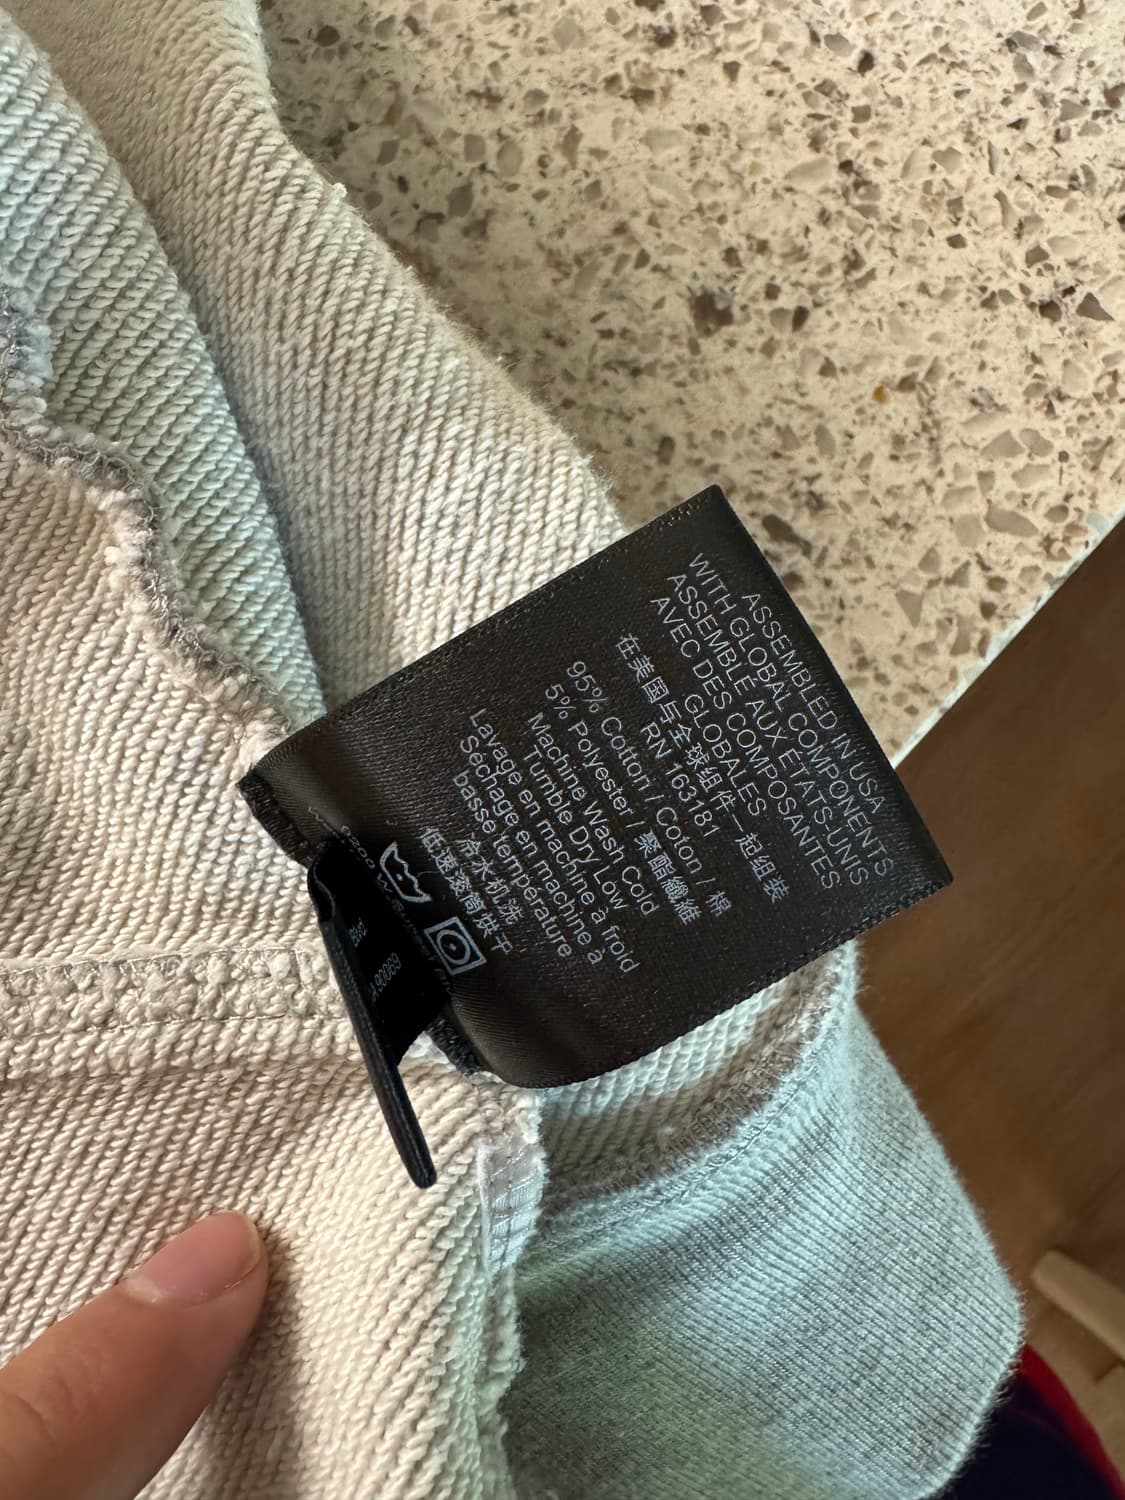 ASSEMBLED IN USA
WITH GLOBAL COMPONENTS
ASSEMBLÉ AUX ÉTATS-UNIS
AVEC DES COMPOSANTES
GLOBALES
在美国与全球组件一起组装
RN 163181
95% Cotton / Coton / 棉
5% Polyester / 聚酯纖維
Machine Wash Cold
Tumble Dry Low
Lavage en machine à froid
Séchage en machine à
basse température
冷水机洗
低速滚筒烘干
Blvd.
90069